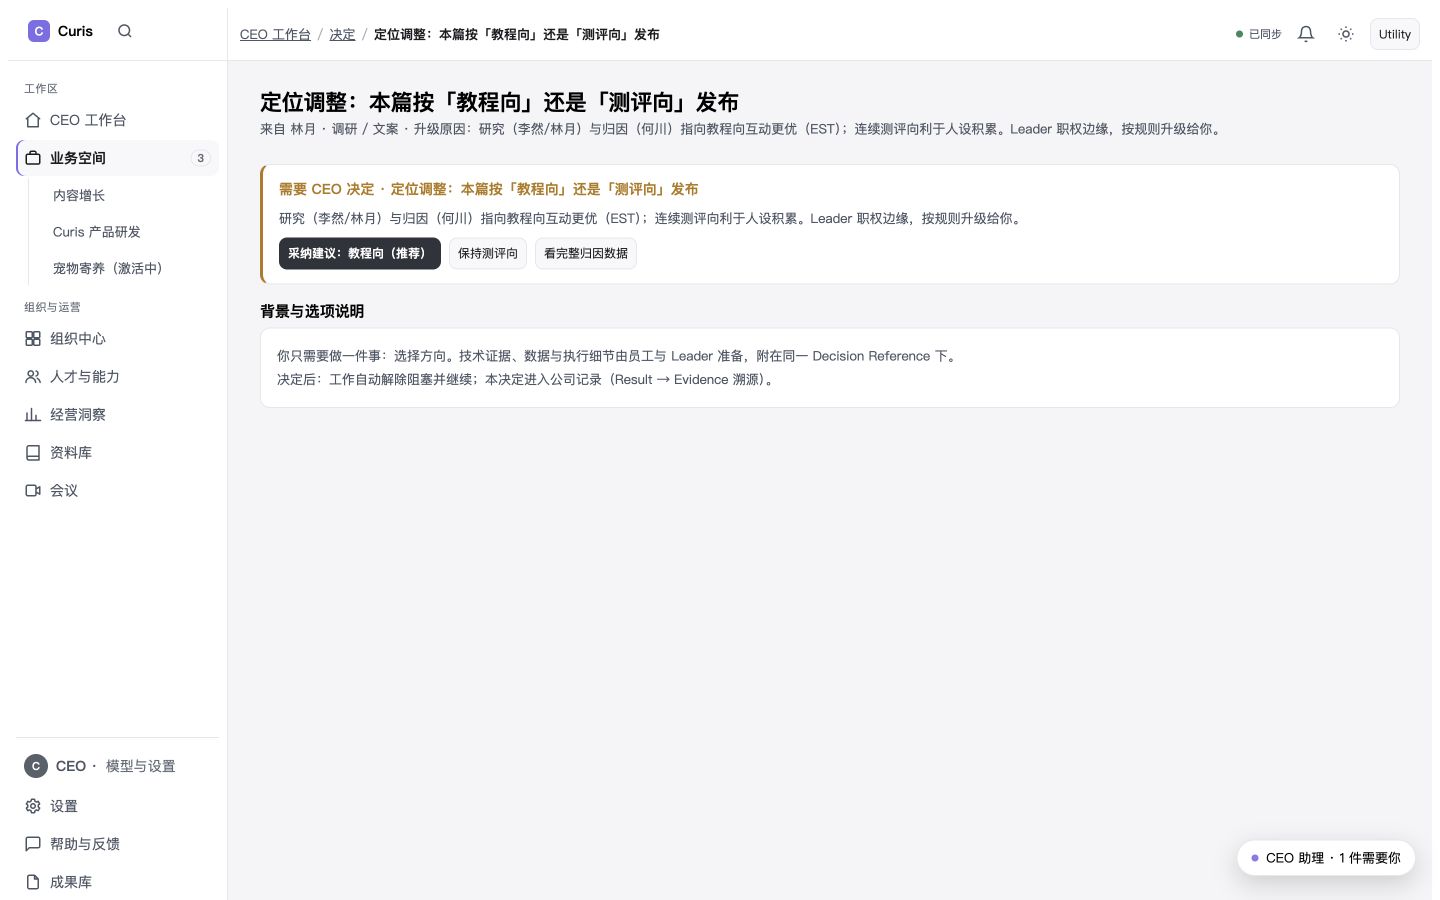 C Curis
CEO 工作台 / 决定 / 定位调整：本篇按「教程向」还是「测评向」发布
已同步
Utility
工作区
CEO 工作台
业务空间 3
内容增长
Curis 产品研发
宠物寄养（激活中）
组织与运营
组织中心
人才与能力
经营洞察
资料库
会议
C CEO · 模型与设置
设置
帮助与反馈
成果库
定位调整：本篇按「教程向」还是「测评向」发布
来自 林月 · 调研 / 文案 · 升级原因：研究（李然/林月）与归因（何川）指向教程向互动更优（EST）；连续测评向利于人设积累。Leader 职权边缘，按规则升级给你。
需要 CEO 决定 · 定位调整：本篇按「教程向」还是「测评向」发布
研究（李然/林月）与归因（何川）指向教程向互动更优（EST）；连续测评向利于人设积累。Leader 职权边缘，按规则升级给你。
采纳建议：教程向（推荐） 保持测评向 看完整归因数据
背景与选项说明
你只需要做一件事：选择方向。技术证据、数据与执行细节由员工与 Leader 准备，附在同一 Decision Reference 下。
决定后：工作自动解除阻塞并继续；本决定进入公司记录（Result → Evidence 溯源）。
CEO 助理 · 1 件需要你